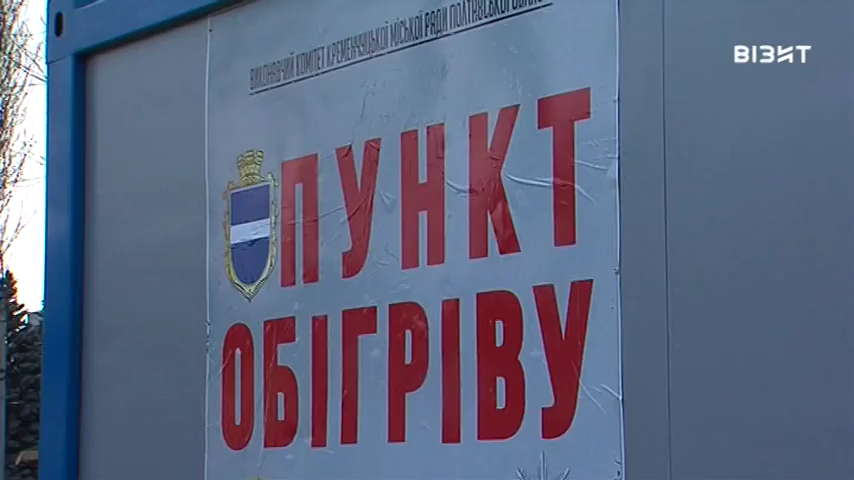 ВИКОНАВЧИЙ КОМІТЕТ КРЕМЕНЧУЦЬКОЇ МІСЬКОЇ РАДИ ПОЛТАВСЬКОЇ
ВІЗИТ
ПУНКТ
ОБІГРІВУ